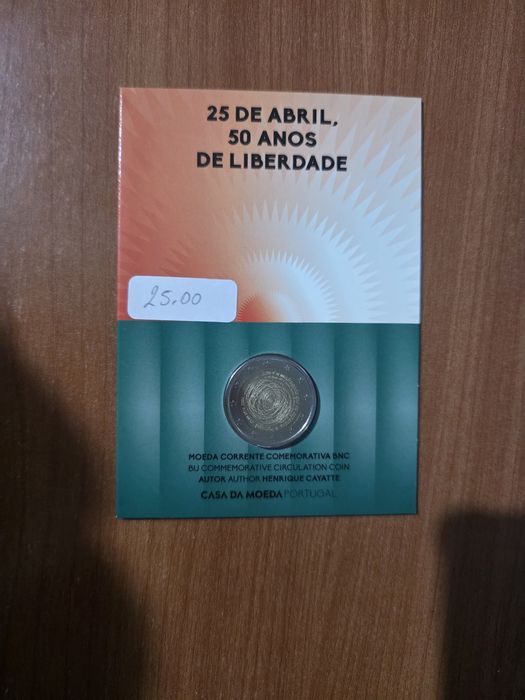 25 DE ABRIL,
50 ANOS
DE LIBERDADE
25.00
MOEDA CORRENTE COMEMORATIVA BNC
BU COMMEMORATIVE CIRCULATION COIN
AUTOR AUTHOR HENRIQUE CAYATTE
CASA DA MOEDA PORTUGAL